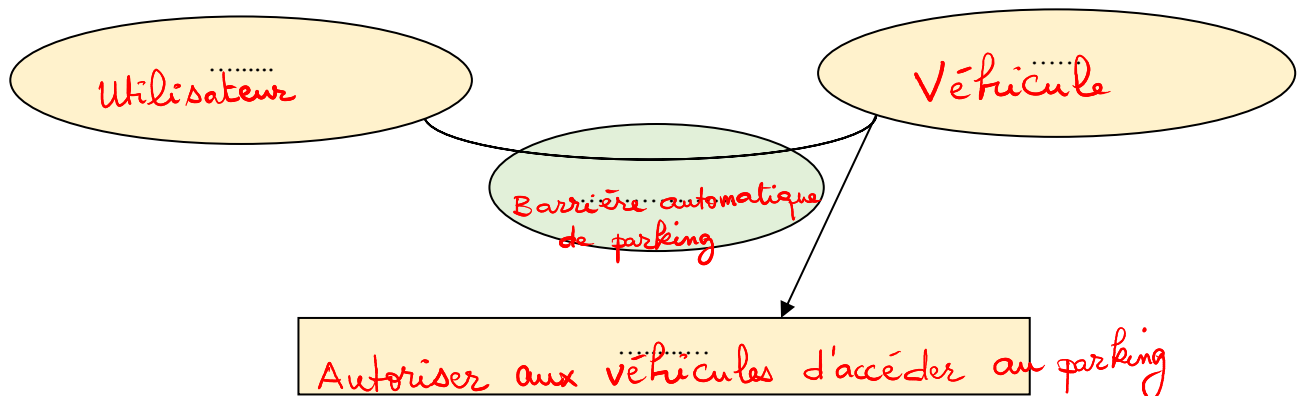 .........
Utilisateur
......
Véhicule
..................
Barrière automatique
de parking
...........
Autoriser aux véhicules d'accéder au parking